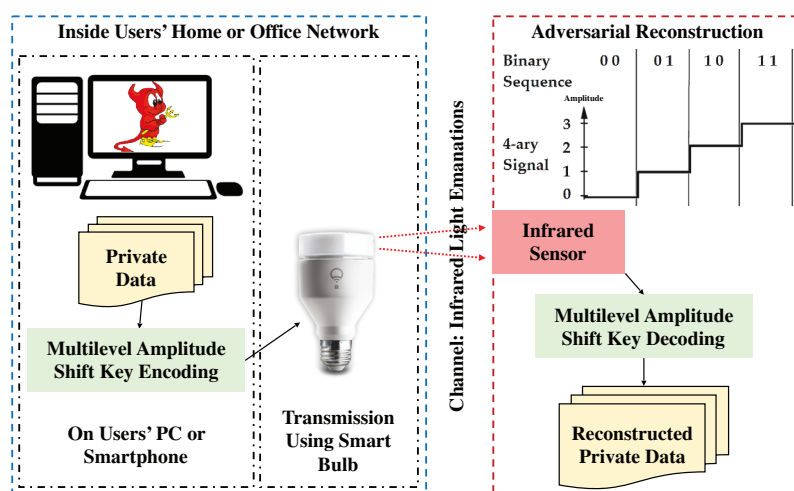 Inside Users' Home or Office Network
Private
Data
Multilevel Amplitude
Shift Key Encoding
On Users' PC or
Smartphone
Transmission
Using Smart
Bulb
Channel: Infrared Light Emanations
Adversarial Reconstruction
Binary
Sequence
0 0
0 1
1 0
1 1
Amplitude
4-ary
Signal
3
2
1
0
Infrared
Sensor
Multilevel Amplitude
Shift Key Decoding
Reconstructed
Private Data